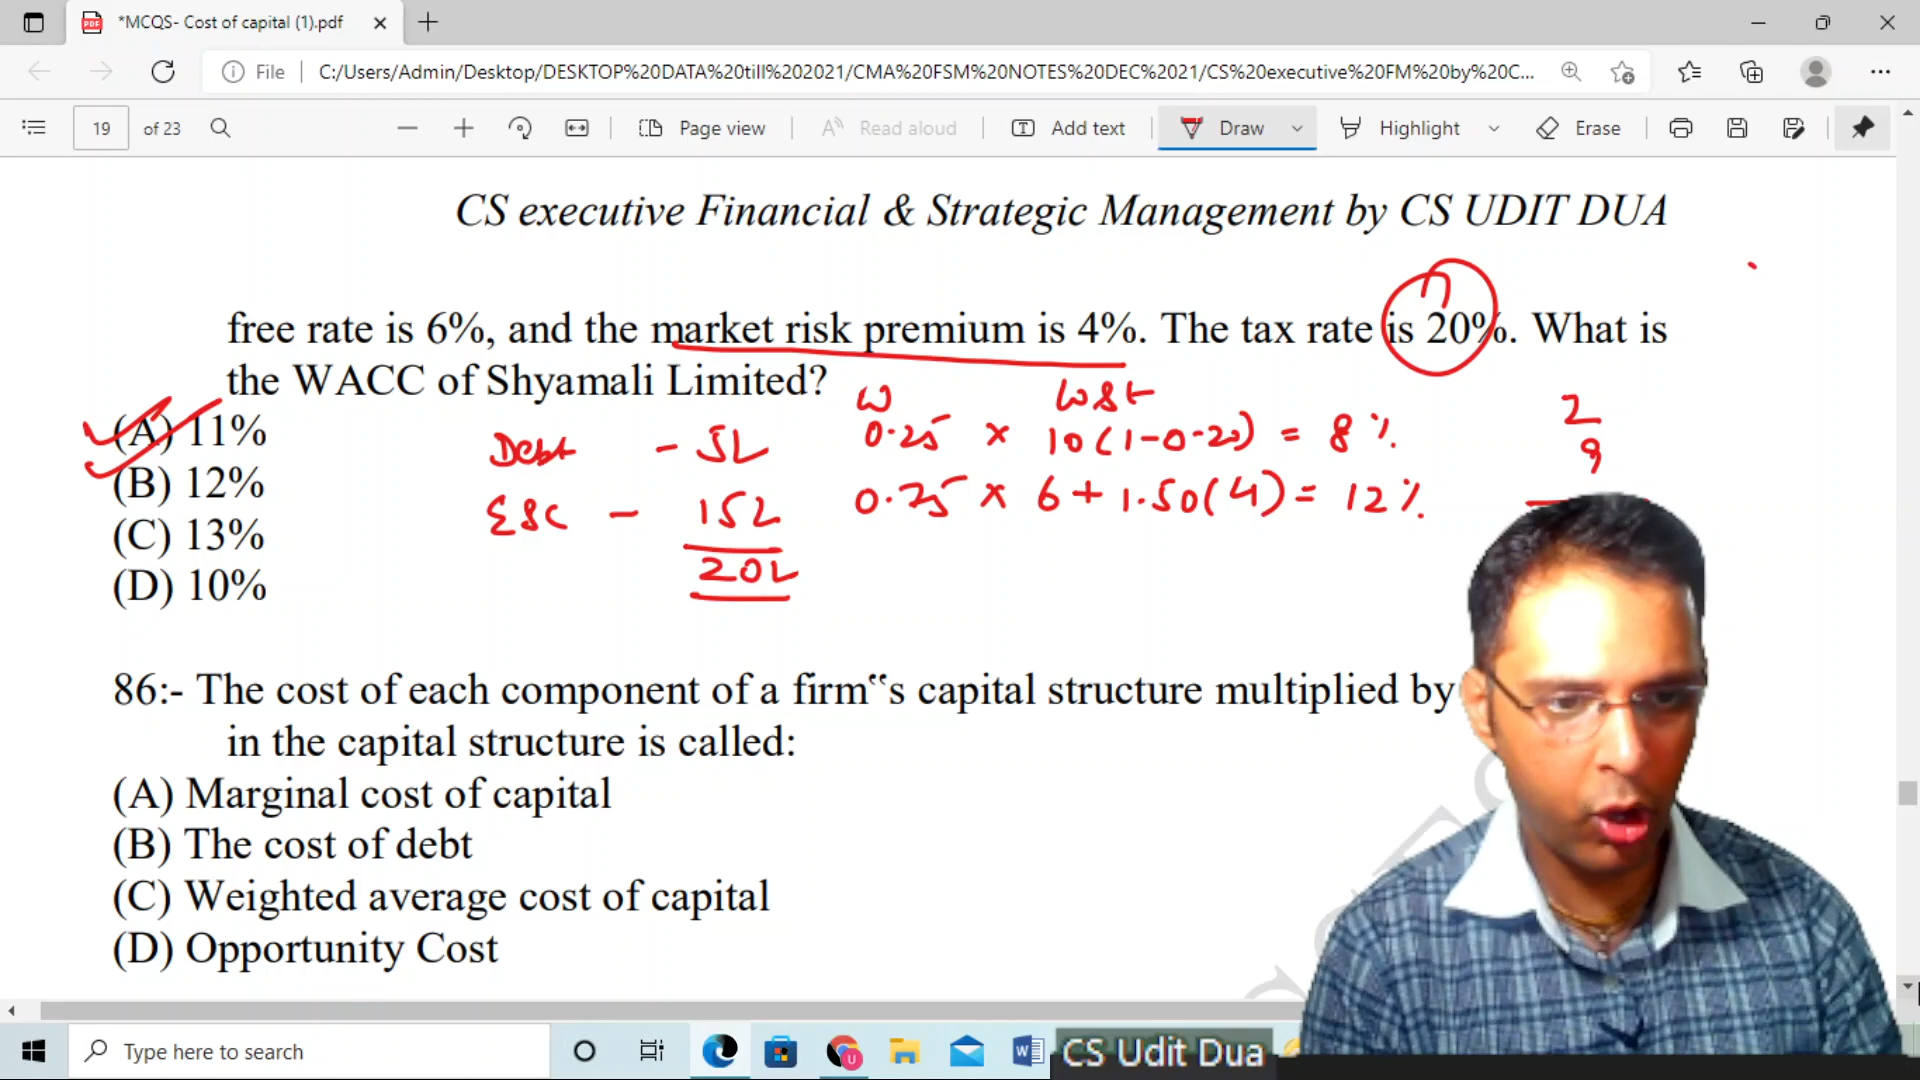 *MCQS- Cost of capital (1).pdf
File
C:/Users/Admin/Desktop/DESKTOP%20DATA%20till%202021/CMA%20FSM%20NOTES%20DEC%2021/CS%20executive%20FM%20by%20C...
19 of 23 Page view Read aloud Add text Draw Highlight Erase
CS executive Financial & Strategic Management by CS UDIT DUA
free rate is 6%, and the market risk premium is 4%. The tax rate is 20%. What is
the WACC of Shyamali Limited?
W Cost
(A) 11%
Debt - 5L 0.25 × 10(1-0.20) = 8% 2
(B) 12%
ESC - 15L 0.75 × 6 + 1.50(4) = 12% 9
(C) 13%
20L
(D) 10%
86:- The cost of each component of a firm‟s capital structure multiplied by
in the capital structure is called:
(A) Marginal cost of capital
(B) The cost of debt
(C) Weighted average cost of capital
(D) Opportunity Cost
Type here to search
CS Udit Dua